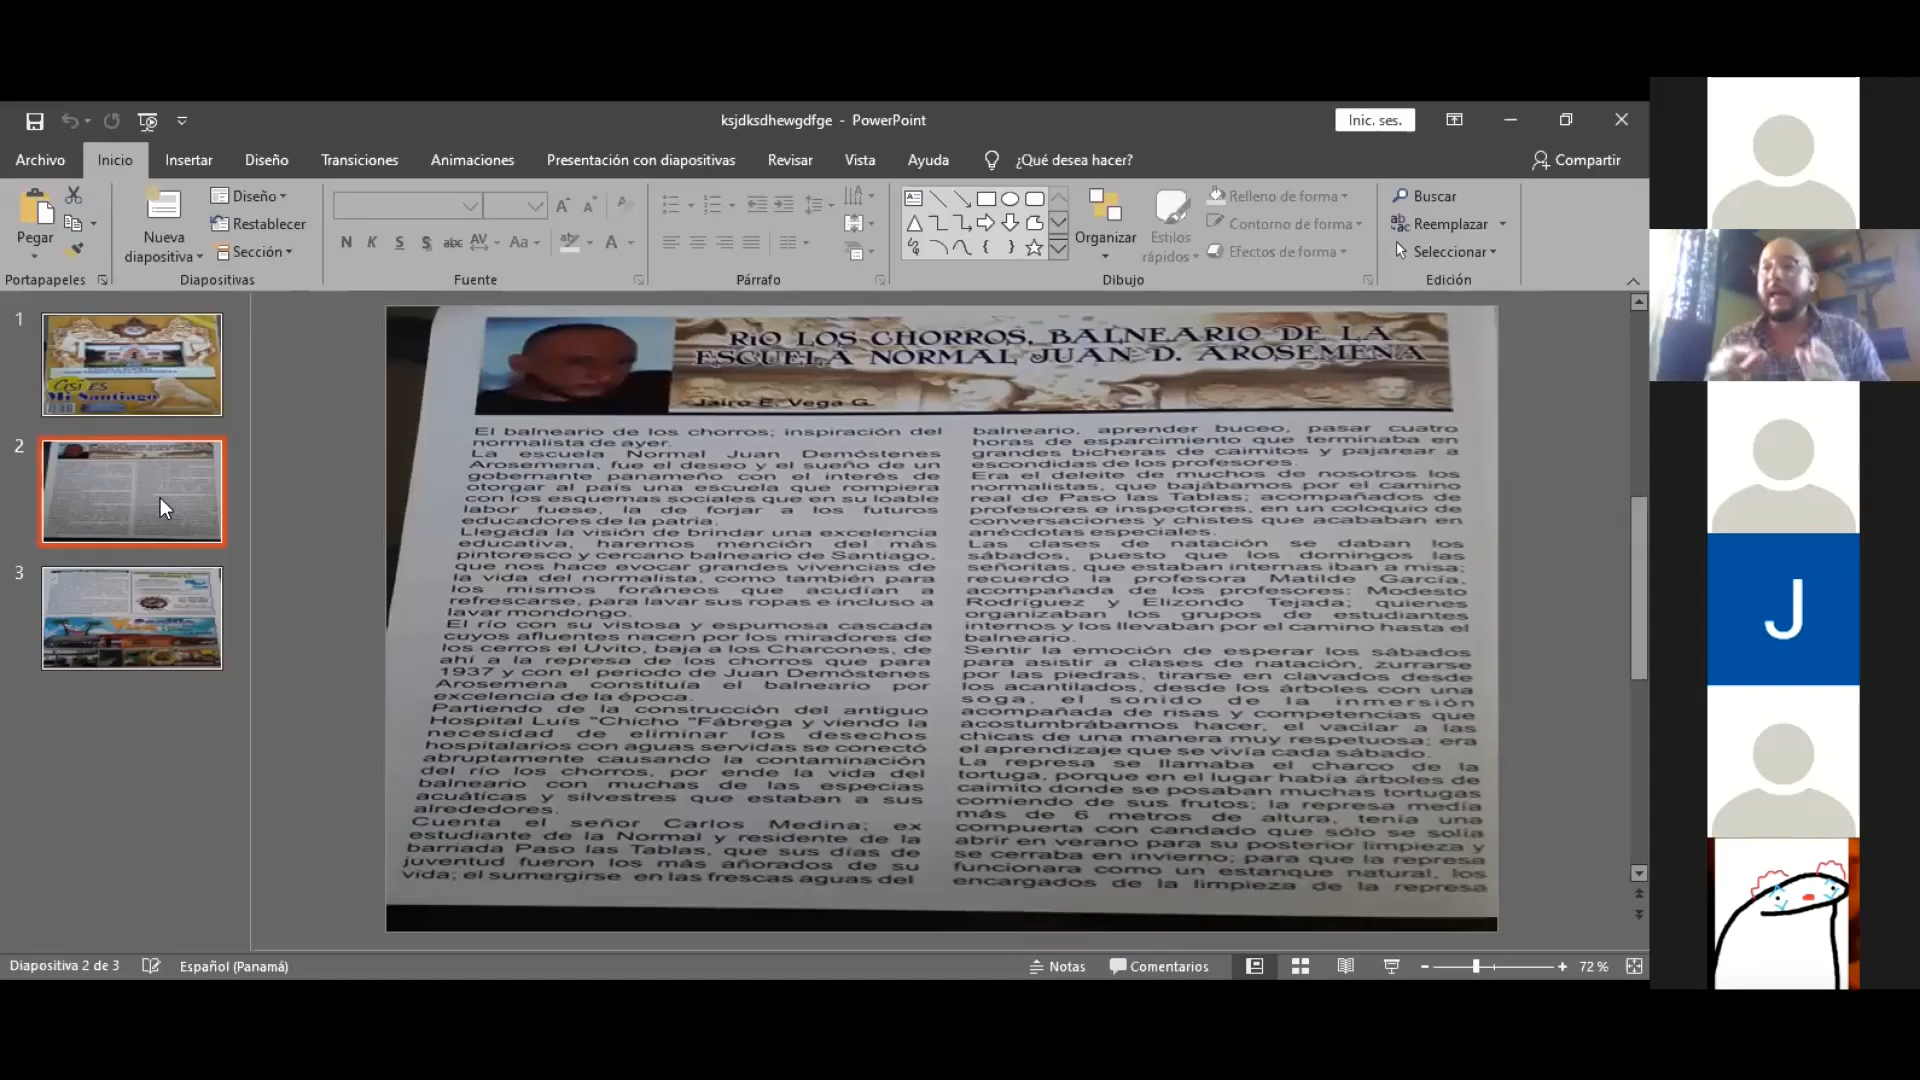 ksjdksdhewgdfge - PowerPoint
Inic. ses.
Archivo
Inicio
Insertar
Diseño
Transiciones
Animaciones
Presentación con diapositivas
Revisar
Vista
Ayuda
¿Qué desea hacer?
Compartir
Pegar
Nueva
diapositiva
Diseño
Restablecer
Sección
N K S S abc AV Aa A
Organizar
Estilos
rápidos
Relleno de forma
Contorno de forma
Efectos de forma
Buscar
Reemplazar
Seleccionar
Portapapeles
Diapositivas
Fuente
Párrafo
Dibujo
Edición
1
Así es
Mi Santiago
2
3
RíO LOS CHORROS, BALNEARIO DE LA
ESCUELA NORMAL JUAN D. AROSEMENA
Jairo E. Vega G.
El balneario de los chorros; inspiración del
normalista de ayer.
La escuela Normal Juan Demóstenes
Arosemena, fue el deseo y el sueño de un
gobernante panameño con el interés de
otorgar al país una escuela que rompiera
con los esquemas sociales que en su loable
labor fuese, la de forjar a los futuros
educadores de la patria.
Llegada la visión de brindar una excelencia
educativa, haremos mención del más
pintoresco y cercano balneario de Santiago,
que nos hace evocar grandes vivencias de
la vida del normalista, como también para
los mismos foráneos que acudían a
refrescarse, para lavar sus ropas e incluso a
lavar mondongo.
El río con su vistosa y espumosa cascada
cuyos afluentes nacen por los miradores de
los cerros el Uvito, baja a los Charcones, de
ahí a la represa de los chorros que para
1937 y con el periodo de Juan Demóstenes
Arosemena constituía el balneario por
excelencia de la época.
Partiendo de la construcción del antiguo
Hospital Luís "Chicho "Fábrega y viendo la
necesidad de eliminar los desechos
hospitalarios con aguas servidas se conectó
abruptamente causando la contaminación
del río los chorros, por ende la vida del
balneario con muchas de las especias
acuáticas y silvestres que estaban a sus
alrededores.
Cuenta el señor Carlos Medina; ex
estudiante de la Normal y residente de la
barriada Paso las Tablas, que sus días de
juventud fueron los más añorados de su
vida; el sumergirse en las frescas aguas del
balneario, aprender buceo, pasar cuatro
horas de esparcimiento que terminaba en
grandes bicheras de caimitos y pajarear a
escondidas de los profesores.
Era el deleite de muchos de nosotros los
normalistas, que bajábamos por el camino
real de Paso las Tablas; acompañados de
profesores e inspectores, en un coloquio de
conversaciones y chistes que acababan en
anécdotas especiales.
Las clases de natación se daban los
sábados, puesto que los domingos las
señoritas, que estaban internas iban a misa;
recuerdo la profesora Matilde García,
acompañada de los profesores: Modesto
Rodríguez y Elizondo Tejada; quienes
organizaban los grupos de estudiantes
internos y los llevaban por el camino hasta el
balneario.
Sentir la emoción de esperar los sábados
para asistir a clases de natación, zurrarse
por las piedras, tirarse en clavados desde
los acantilados, desde los árboles con una
soga, el sonido de la inmersión
acompañada de risas y competencias que
acostumbrábamos hacer, el vacilar a las
chicas de una manera muy respetuosa; era
el aprendizaje que se vivía cada sábado.
La represa se llamaba el charco de la
tortuga, porque en el lugar había árboles de
caimito donde se posaban muchas tortugas
comiendo de sus frutos; la represa medía
más de 6 metros de altura, tenía una
compuerta con candado que sólo se solía
abrir en verano para su posterior limpieza y
se cerraba en invierno; para que la represa
funcionara como un estanque natural, los
encargados de la limpieza de la represa
J
Diapositiva 2 de 3
Español (Panamá)
Notas
Comentarios
72 %